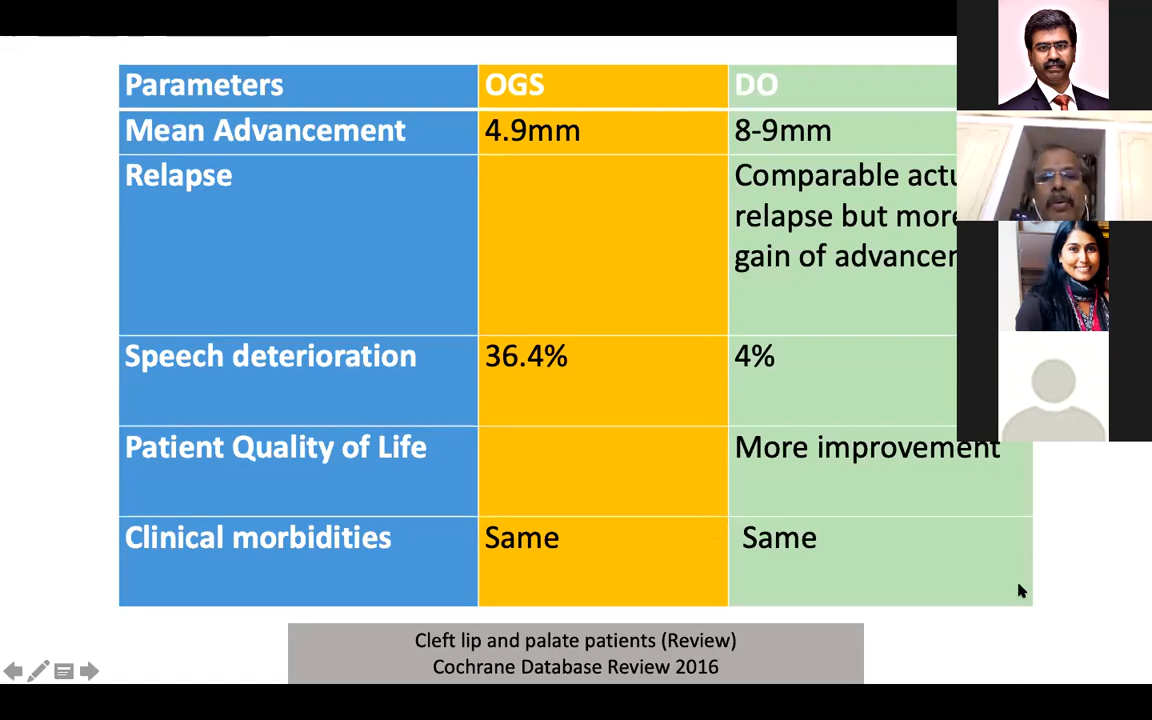 Parameters OGS DO
Mean Advancement 4.9mm 8-9mm
Relapse Comparable
relapse but more
gain of
Speech deterioration 36.4% 4%
Patient Quality of Life More improvement
Clinical morbidities Same Same
Cleft lip and palate patients (Review)
Cochrane Database Review 2016